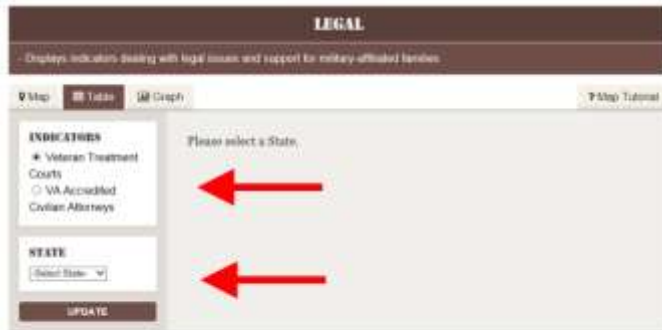 LEGAL
- Displays indicators dealing with legal issues and support for military-affiliated families
Map Table Graph ? Map Tutorial
INDICATORS
Veteran Treatment
Courts
VA Accredited
Civilian Attorneys
Please select a State.
STATE
-Select State-
UPDATE